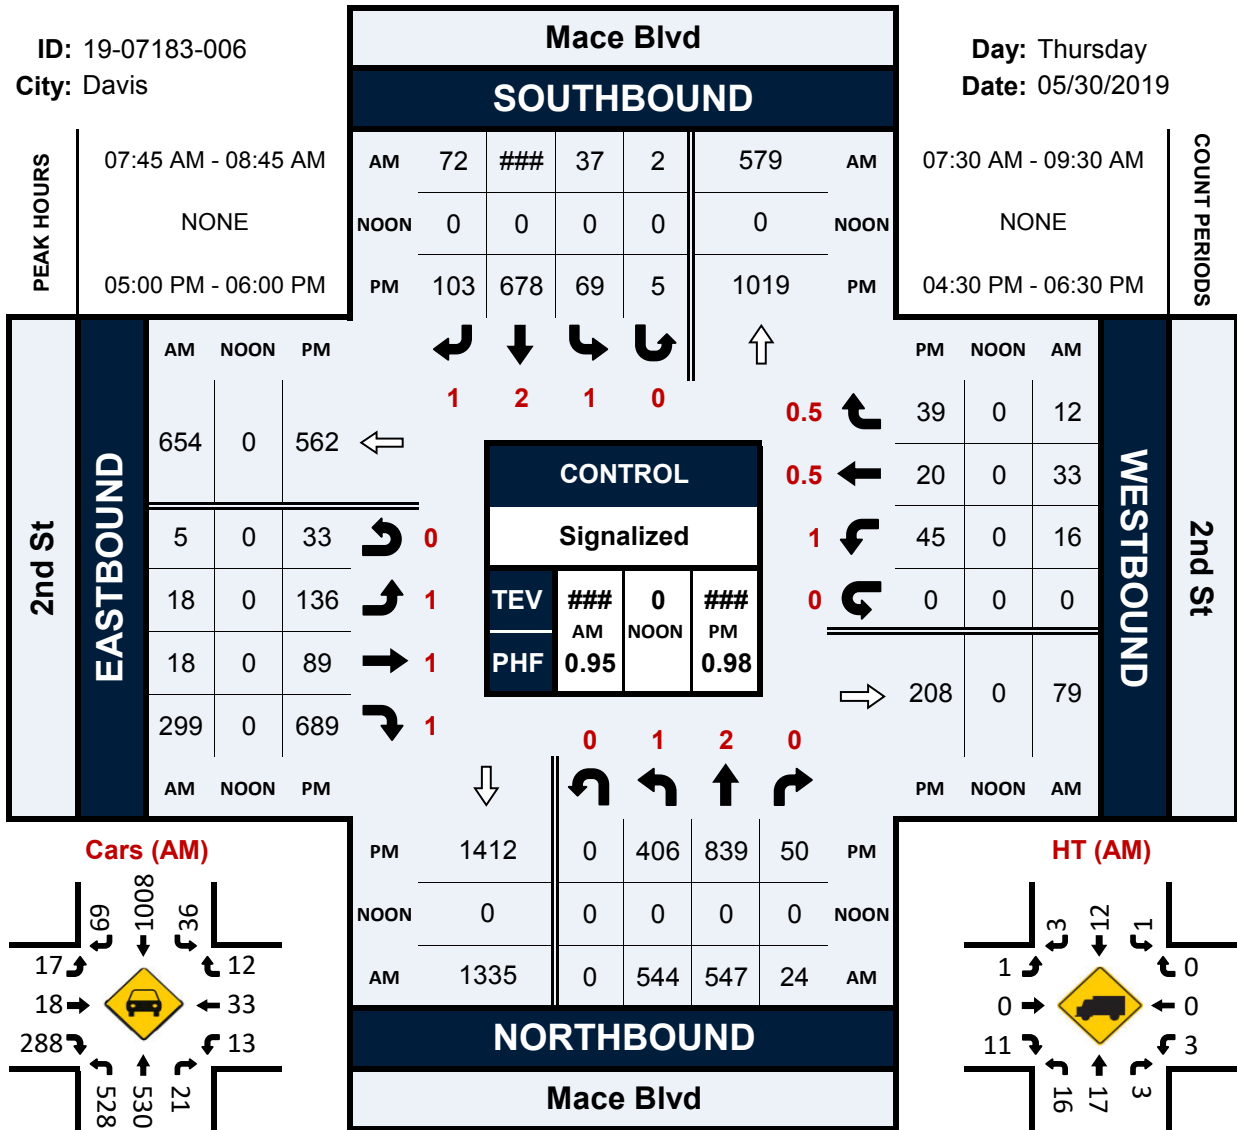 ID: 19-07183-006
City: Davis
Mace Blvd
SOUTHBOUND
Day: Thursday
Date: 05/30/2019
PEAK HOURS
07:45 AM - 08:45 AM
NONE
05:00 PM - 06:00 PM
AM 72 ### 37 2 579 AM
NOON 0 0 0 0 0 NOON
PM 103 678 69 5 1019 PM
1 2 1 0
07:30 AM - 09:30 AM
NONE
04:30 PM - 06:30 PM
COUNT PERIODS
2nd St
EASTBOUND
AM NOON PM
654 0 562
5 0 33 0
18 0 136 1
18 0 89 1
299 0 689 1
AM NOON PM
CONTROL
Signalized
TEV ### 0 ###
AM NOON PM
PHF 0.95 0.98
PM NOON AM
0.5 39 0 12
0.5 20 0 33
1 45 0 16
0 0 0 0
208 0 79
PM NOON AM
WESTBOUND
2nd St
0 1 2 0
PM 1412 0 406 839 50 PM
NOON 0 0 0 0 0 NOON
AM 1335 0 544 547 24 AM
NORTHBOUND
Mace Blvd
Cars (AM)
69 1008 36
17 12
18 33
288 13
528 530 21
HT (AM)
3 12 1
1 0
0 0
11 3
16 17 3